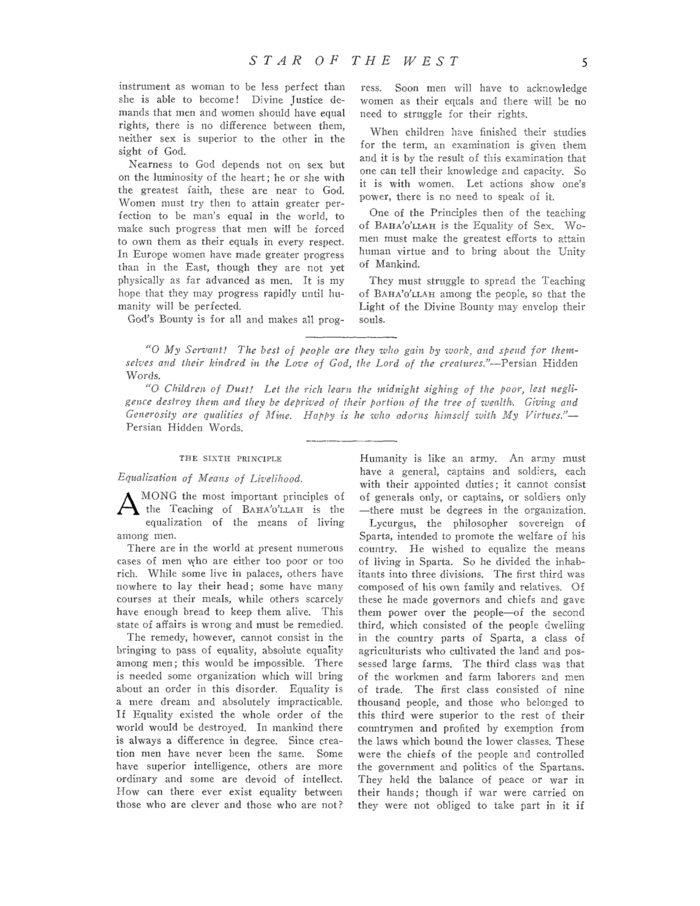 STAR OF THE WEST 5
instrument as woman to be less perfect than
she is able to become! Divine Justice de-
mands that men and women should have equal
rights, there is no difference between them,
neither sex is superior to the other in the
sight of God.
Nearness to God depends not on sex but
on the luminosity of the heart; he or she with
the greatest faith, these are near to God.
Women must try then to attain greater per-
fection to be man's equal in the world, to
make such progress that men will be forced
to own them as their equals in every respect.
In Europe women have made greater progress
than in the East, though they are not yet
physically as far advanced as men. It is my
hope that they may progress rapidly until hu-
manity will be perfected.
God's Bounty is for all and makes all prog-
ress. Soon men will have to acknowledge
women as their equals and there will be no
need to struggle for their rights.
When children have finished their studies
for the term, an examination is given them
and it is by the result of this examination that
one can tell their knowledge and capacity. So
it is with women. Let actions show one's
power, there is no need to speak of it.
One of the Principles then of the teaching
of BAHA'O'LLAH is the Equality of Sex. Wo-
men must make the greatest efforts to attain
human virtue and to bring about the Unity
of Mankind.
They must struggle to spread the Teaching
of BAHA'O'LLAH among the people, so that the
Light of the Divine Bounty may envelop their
souls.
"O My Servant! The best of people are they who gain by work, and spend for them-
selves and their kindred in the Love of God, the Lord of the creatures."—Persian Hidden
Words.
"O Children of Dust! Let the rich learn the midnight sighing of the poor, lest negli-
gence destroy them and they be deprived of their portion of the tree of wealth. Giving and
Generosity are qualities of Mine. Happy is he who adorns himself with My Virtues."—
Persian Hidden Words.
THE SIXTH PRINCIPLE
Equalization of Means of Livelihood.
AMONG the most important principles of
the Teaching of BAHA'O'LLAH is the
equalization of the means of living
among men.
There are in the world at present numerous
cases of men who are either too poor or too
rich. While some live in palaces, others have
nowhere to lay their head; some have many
courses at their meals, while others scarcely
have enough bread to keep them alive. This
state of affairs is wrong and must be remedied.
The remedy, however, cannot consist in the
bringing to pass of equality, absolute equality
among men; this would be impossible. There
is needed some organization which will bring
about an order in this disorder. Equality is
a mere dream and absolutely impracticable.
If Equality existed the whole order of the
world would be destroyed. In mankind there
is always a difference in degree. Since crea-
tion men have never been the same. Some
have superior intelligence, others are more
ordinary and some are devoid of intellect.
How can there ever exist equality between
those who are clever and those who are not?
Humanity is like an army. An army must
have a general, captains and soldiers, each
with their appointed duties; it cannot consist
of generals only, or captains, or soldiers only
—there must be degrees in the organization.
Lycurgus, the philosopher sovereign of
Sparta, intended to promote the welfare of his
country. He wished to equalize the means
of living in Sparta. So he divided the inhab-
itants into three divisions. The first was
composed of his own family and relatives. Of
these he made governors and chiefs and gave
them power over the people—of the second
third, which consisted of the people dwelling
in the country parts of Sparta, a class of
agriculturists who cultivated the land and pos-
sessed large farms. The third class was that
of the workmen and farm laborers and men
of trade. The first class consisted of nine
thousand people, and those who belonged to
this third were superior to the rest of their
countrymen and profited by exemption from
the laws which bound the lower classes. These
were the chiefs of the people and controlled
the government and politics of the Spartans.
They held the balance of peace or war in
their hands; though if war were carried on
they were not obliged to take part in it if